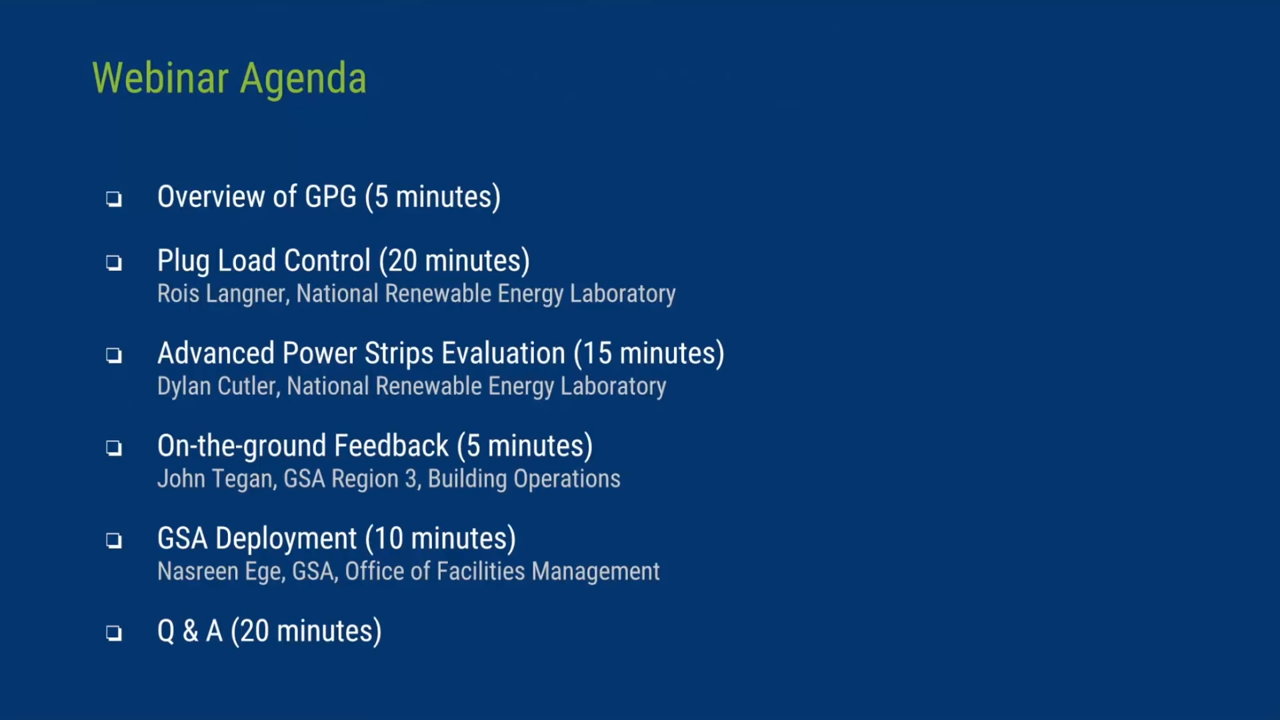 Webinar Agenda
❏ Overview of GPG (5 minutes)
❏ Plug Load Control (20 minutes)
Rois Langner, National Renewable Energy Laboratory
❏ Advanced Power Strips Evaluation (15 minutes)
Dylan Cutler, National Renewable Energy Laboratory
❏ On-the-ground Feedback (5 minutes)
John Tegan, GSA Region 3, Building Operations
❏ GSA Deployment (10 minutes)
Nasreen Ege, GSA, Office of Facilities Management
❏ Q & A (20 minutes)